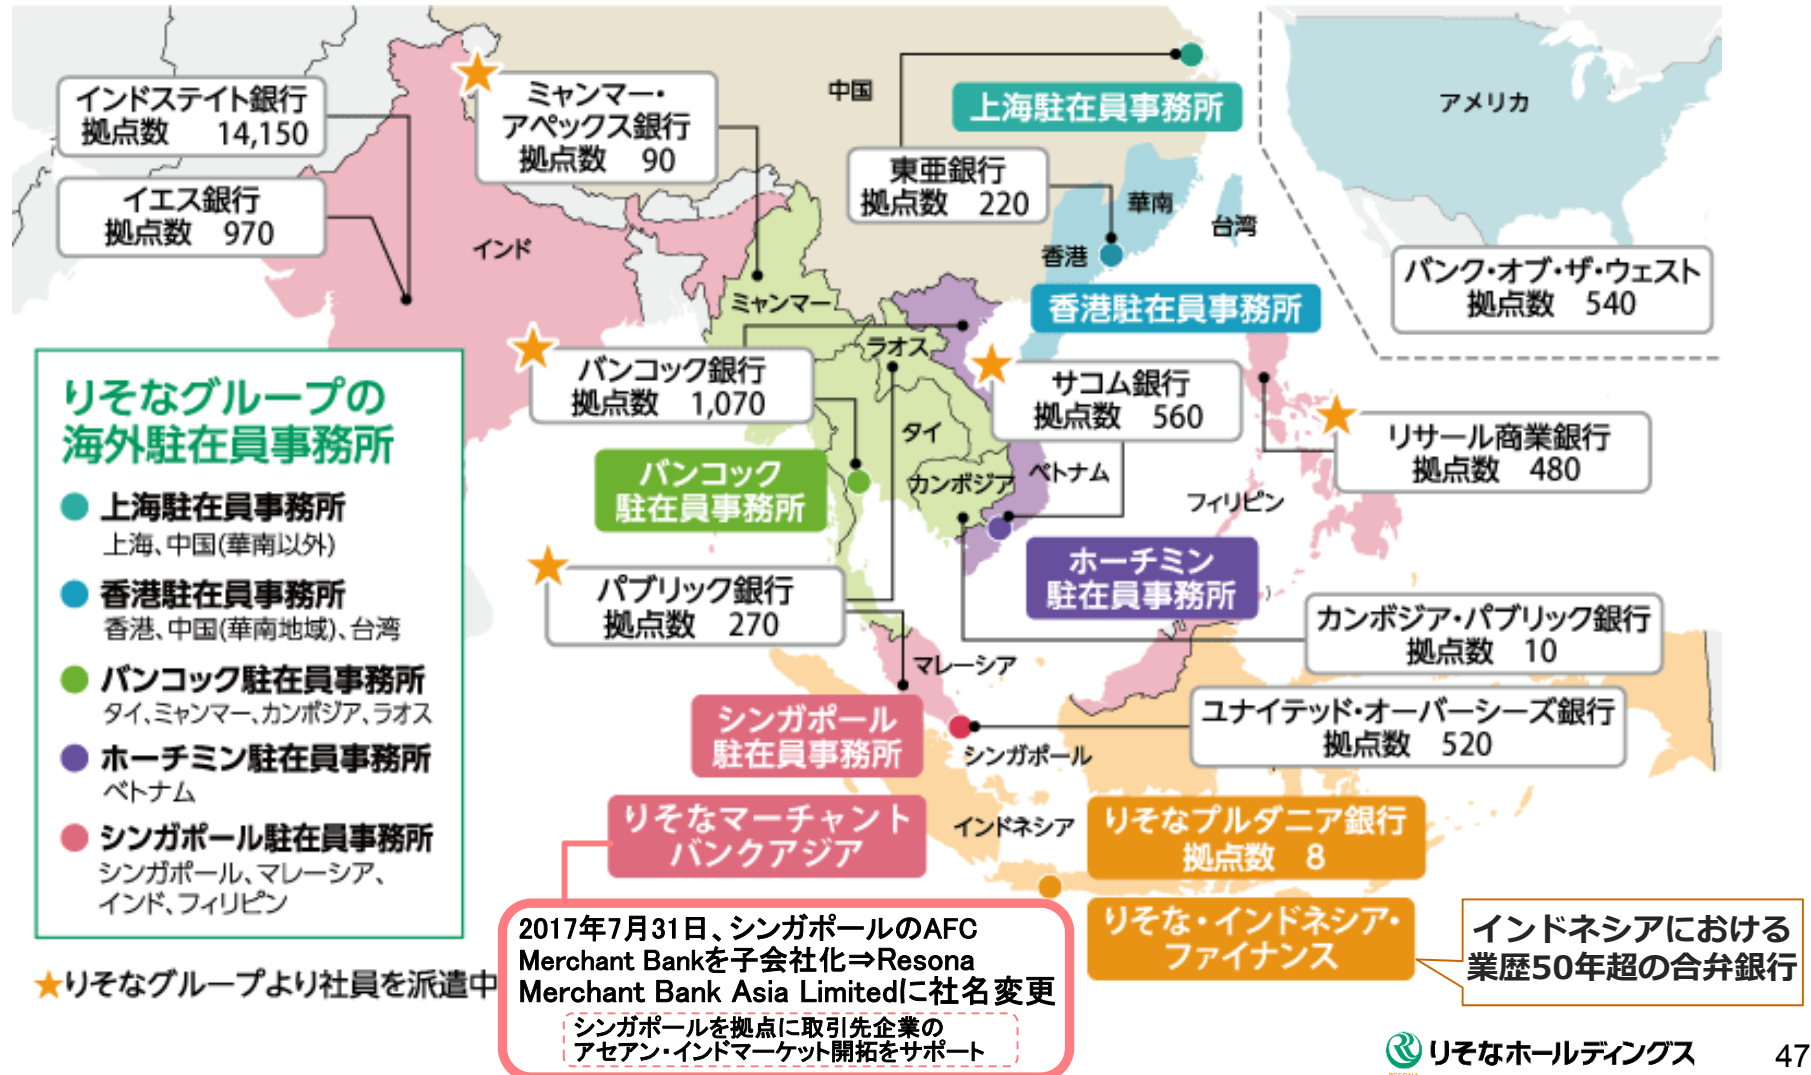 インドステイト銀行
拠点数 14,150
イエス銀行
拠点数 970
ミャンマー・
アペックス銀行
拠点数 90
中国
上海駐在員事務所
東亜銀行
拠点数 220
華南
台湾
香港
香港駐在員事務所
アメリカ
バンク・オブ・ザ・ウェスト
拠点数 540
インド
ミャンマー
ラオス
バンコック銀行
拠点数 1,070
サコム銀行
拠点数 560
リサール商業銀行
拠点数 480
タイ
カンボジア
ベトナム
フィリピン
バンコック
駐在員事務所
ホーチミン
駐在員事務所
パブリック銀行
拠点数 270
カンボジア・パブリック銀行
拠点数 10
マレーシア
ユナイテッド・オーバーシーズ銀行
拠点数 520
シンガポール
駐在員事務所
シンガポール
りそなマーチャント
バンクアジア
インドネシア
りそなプルダニア銀行
拠点数 8
りそな・インドネシア・
ファイナンス
インドネシアにおける
業歴50年超の合弁銀行
りそなグループの
海外駐在員事務所
上海駐在員事務所
上海、中国(華南以外)
香港駐在員事務所
香港、中国(華南地域)、台湾
バンコック駐在員事務所
タイ、ミャンマー、カンボジア、ラオス
ホーチミン駐在員事務所
ベトナム
シンガポール駐在員事務所
シンガポール、マレーシア、
インド、フィリピン
★りそなグループより社員を派遣中
2017年7月31日、シンガポールのAFC
Merchant Bankを子会社化⇒Resona
Merchant Bank Asia Limitedに社名変更
シンガポールを拠点に取引先企業の
アセアン・インドマーケット開拓をサポート
りそなホールディングス
RESONA
47